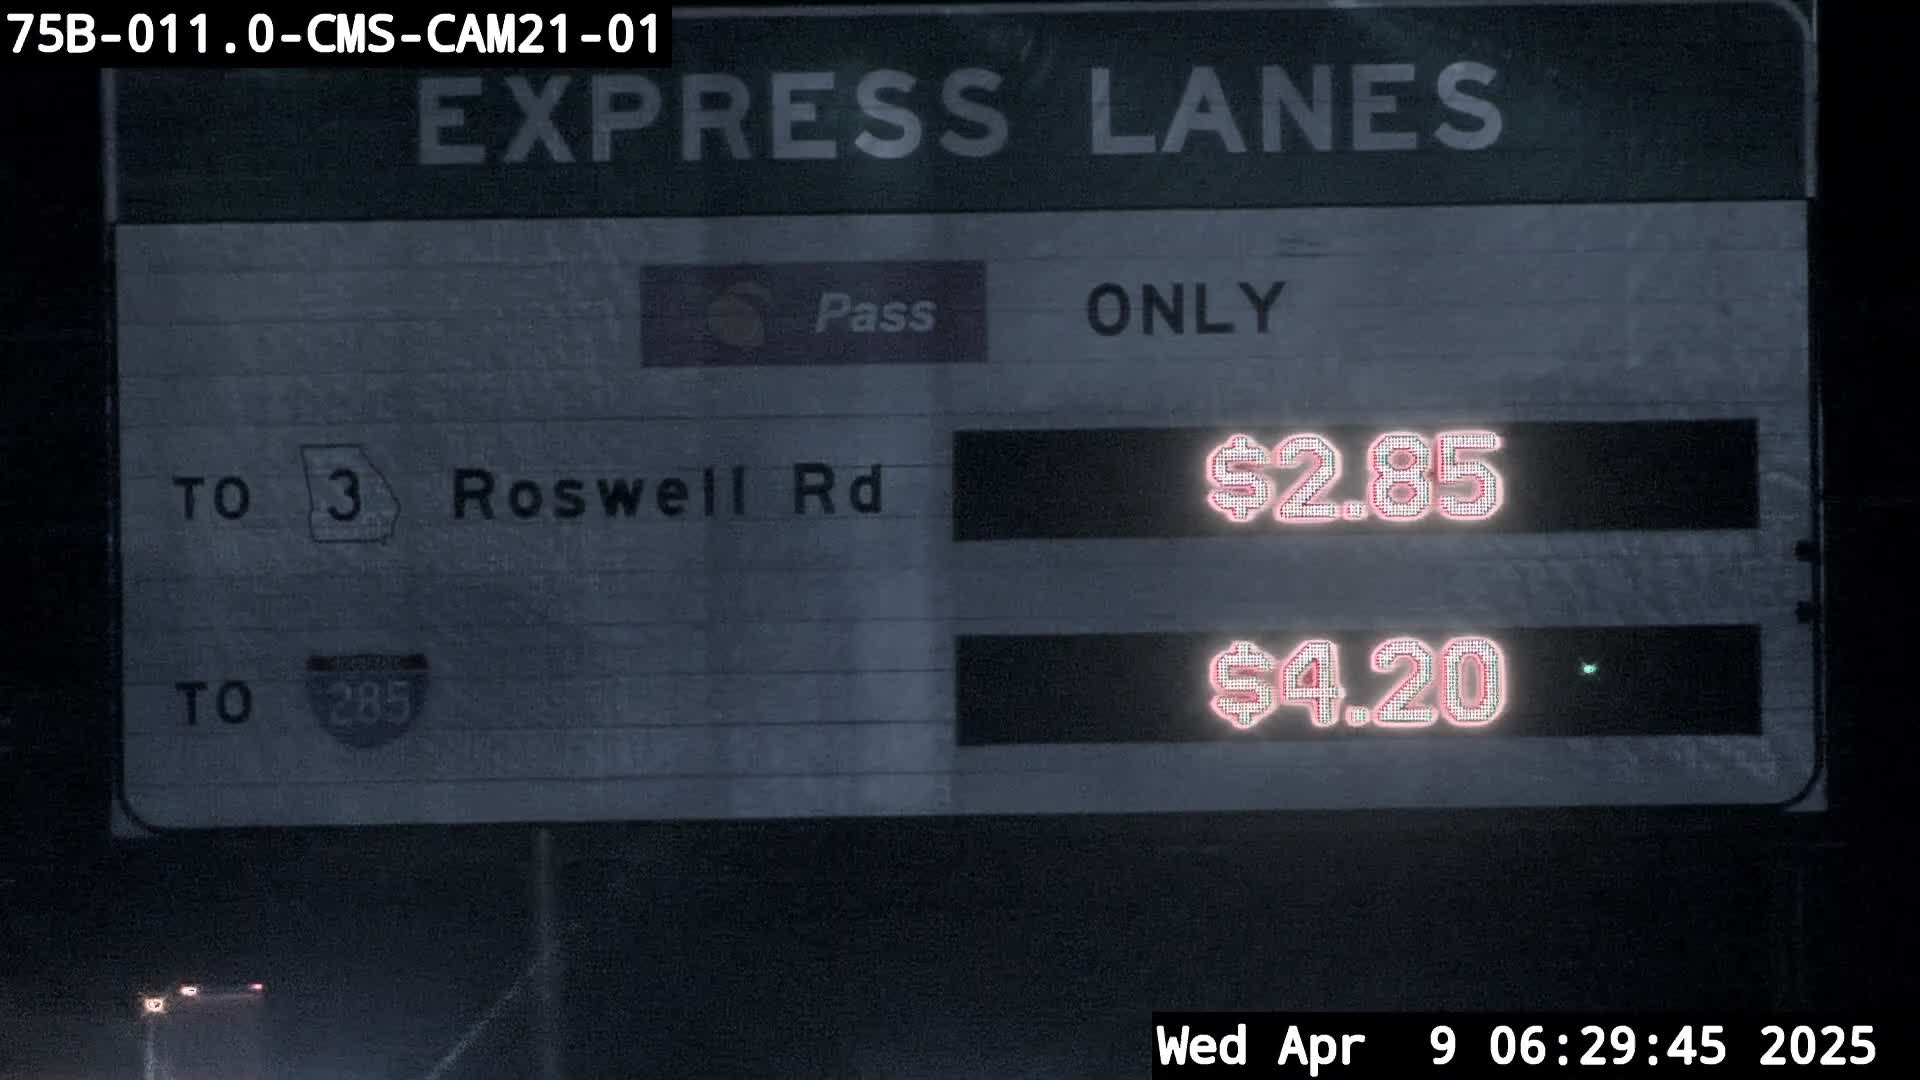 75B-011.0-CMS-CAM21-01
EXPRESS LANES
Pass ONLY
TO 3 Roswell Rd $2.85
TO 285 $4.20
Wed Apr 9 06:29:45 2025